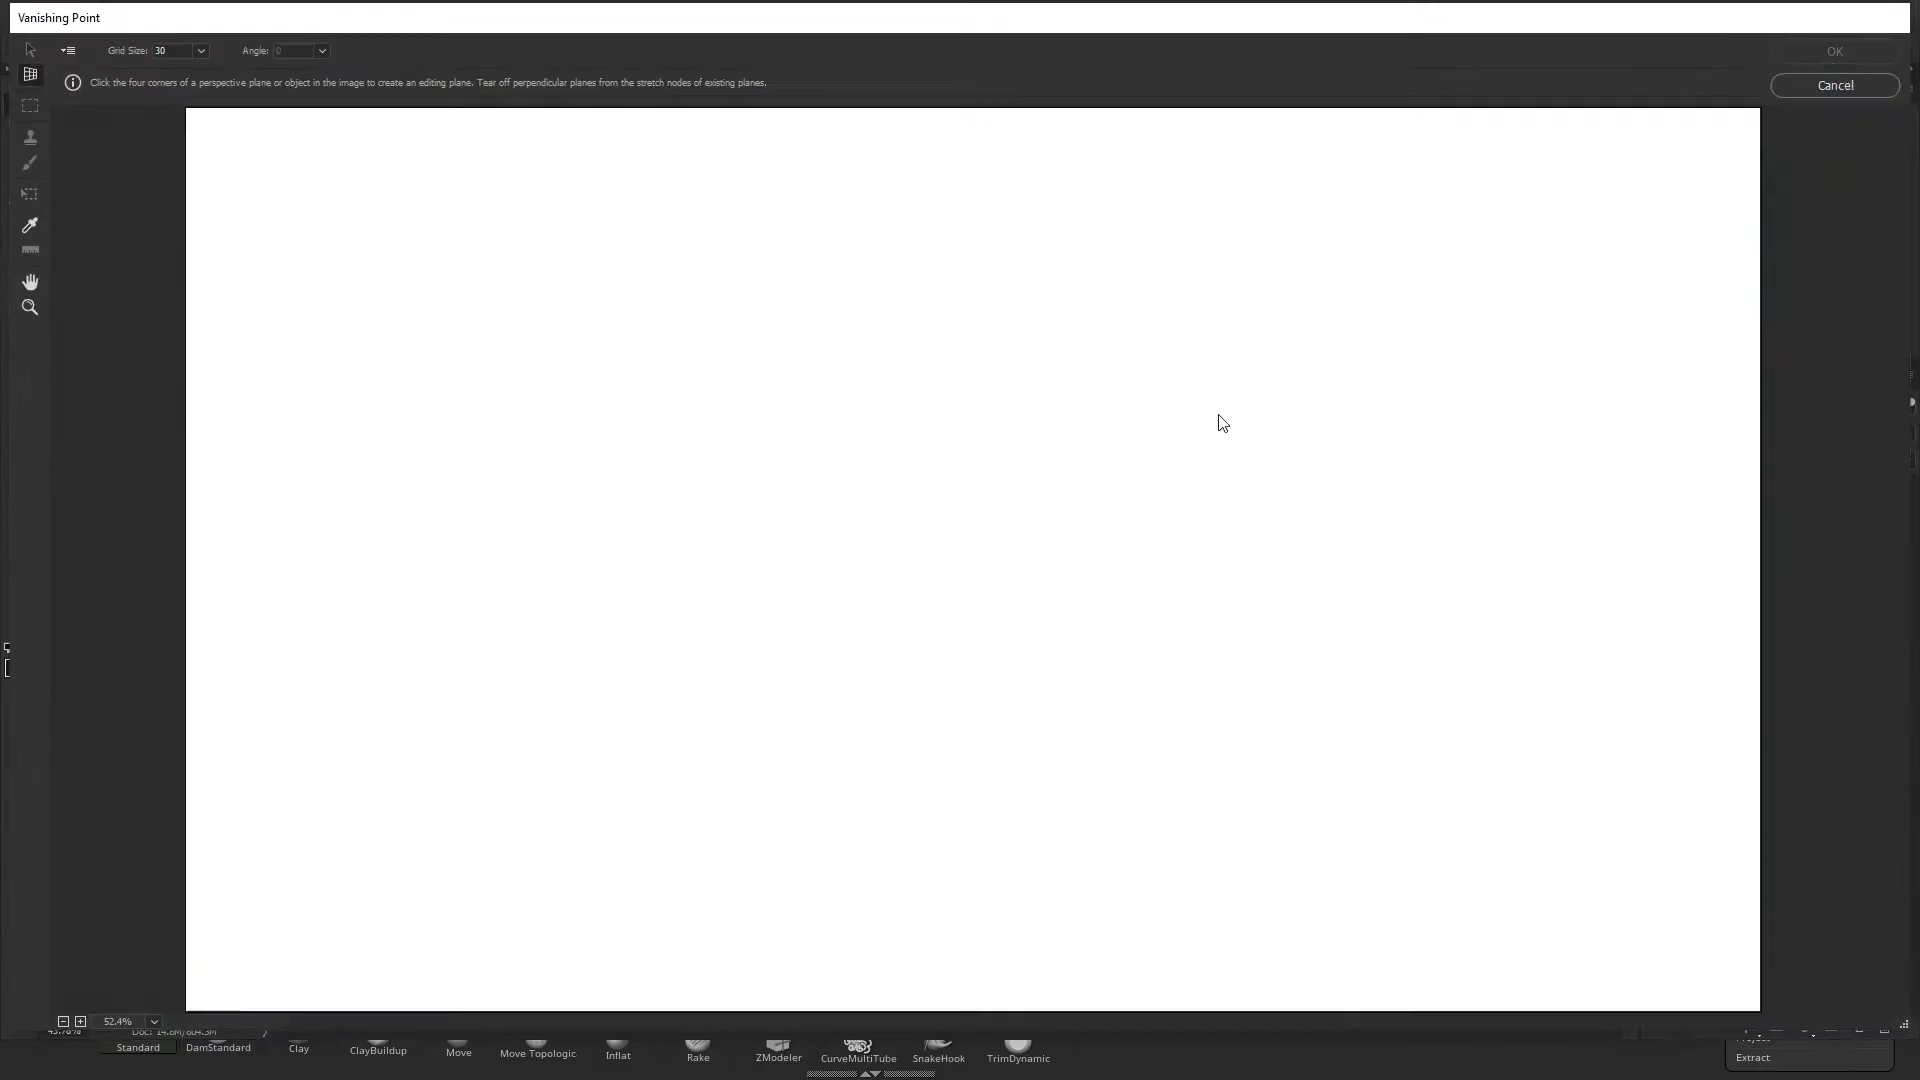 Vanishing Point
Grid Size: 30 Angle: 0
OK
Click the four corners of a perspective plane or object in the image to create an editing plane. Tear off perpendicular planes from the stretch nodes of existing planes.
Cancel
52.4%
Standard DamStandard Clay ClayBuildup Move Move Topologic Inflat Rake ZModeler CurveMultiTube SnakeHook TrimDynamic
Extract